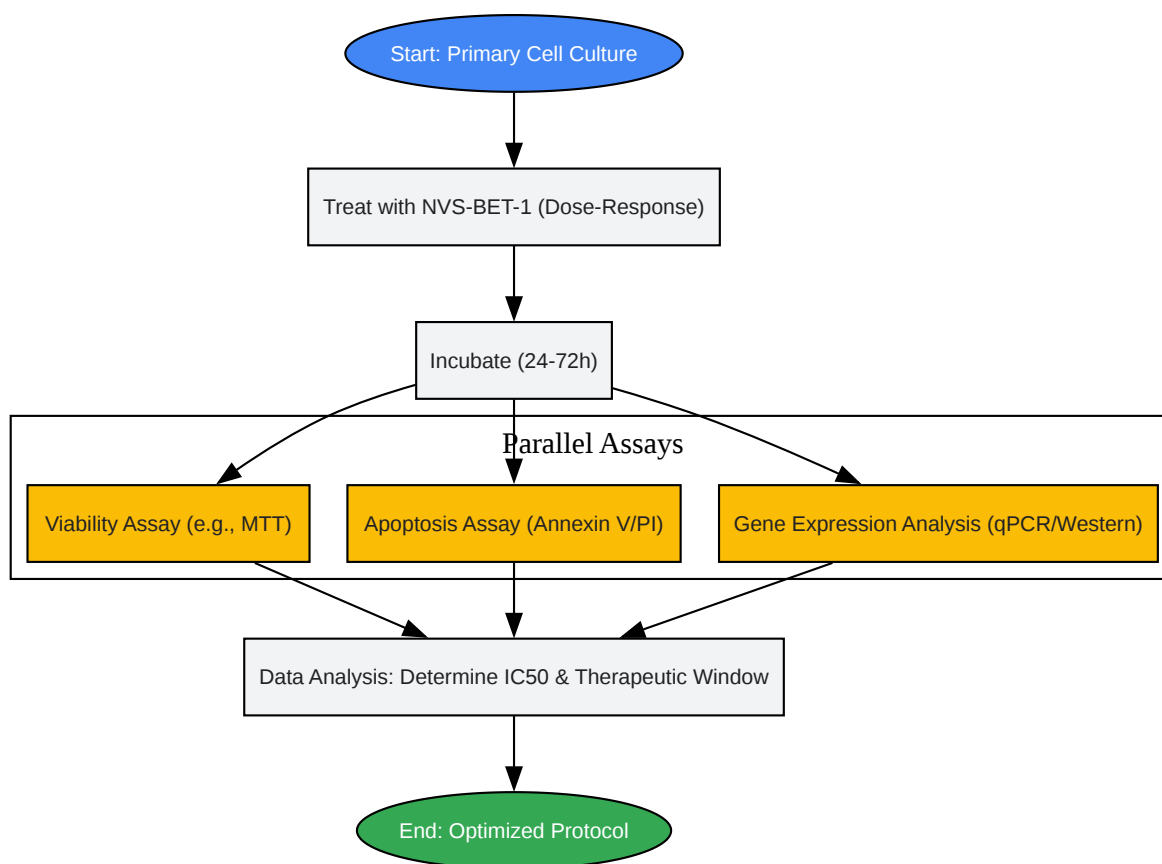 Start: Primary Cell Culture
Treat with NVS-BET-1 (Dose-Response)
Incubate (24-72h)
Parallel Assays
Viability Assay (e.g., MTT)
Apoptosis Assay (Annexin V/PI)
Gene Expression Analysis (qPCR/Western)
Data Analysis: Determine IC50 & Therapeutic Window
End: Optimized Protocol